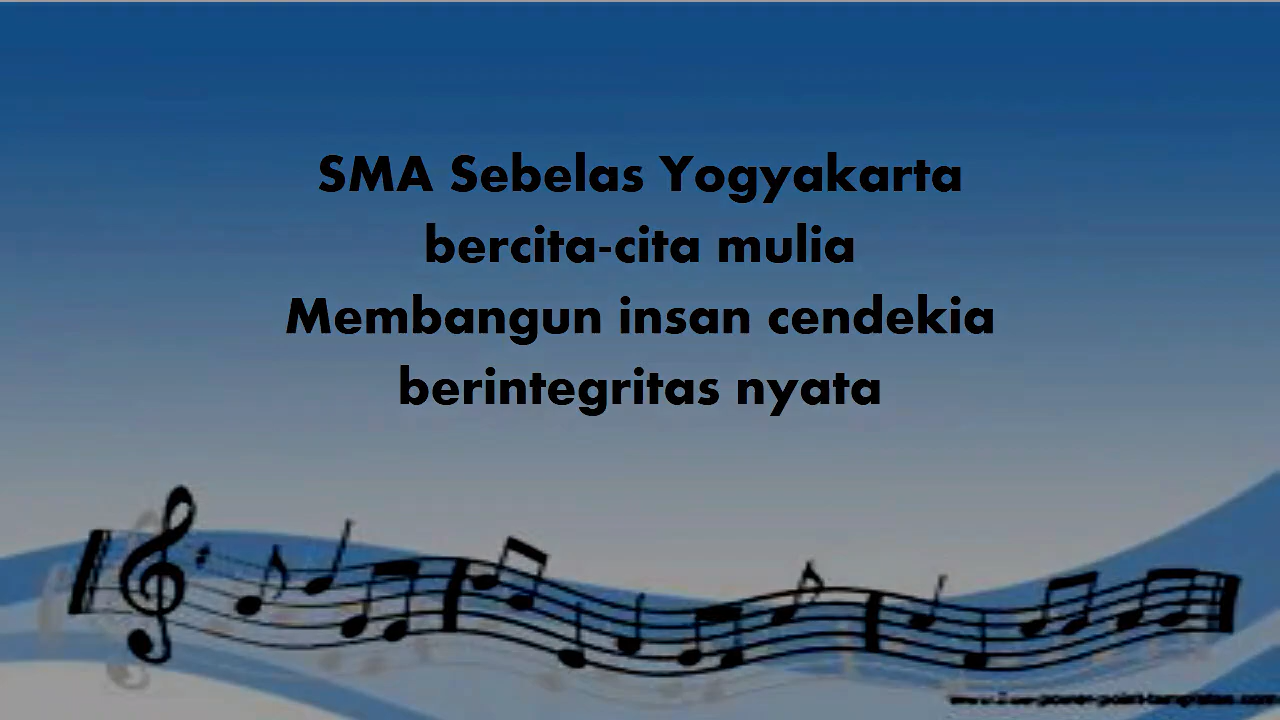 SMA Sebelas Yogyakarta
bercita-cita mulia
Membangun insan cendekia
berintegritas nyata